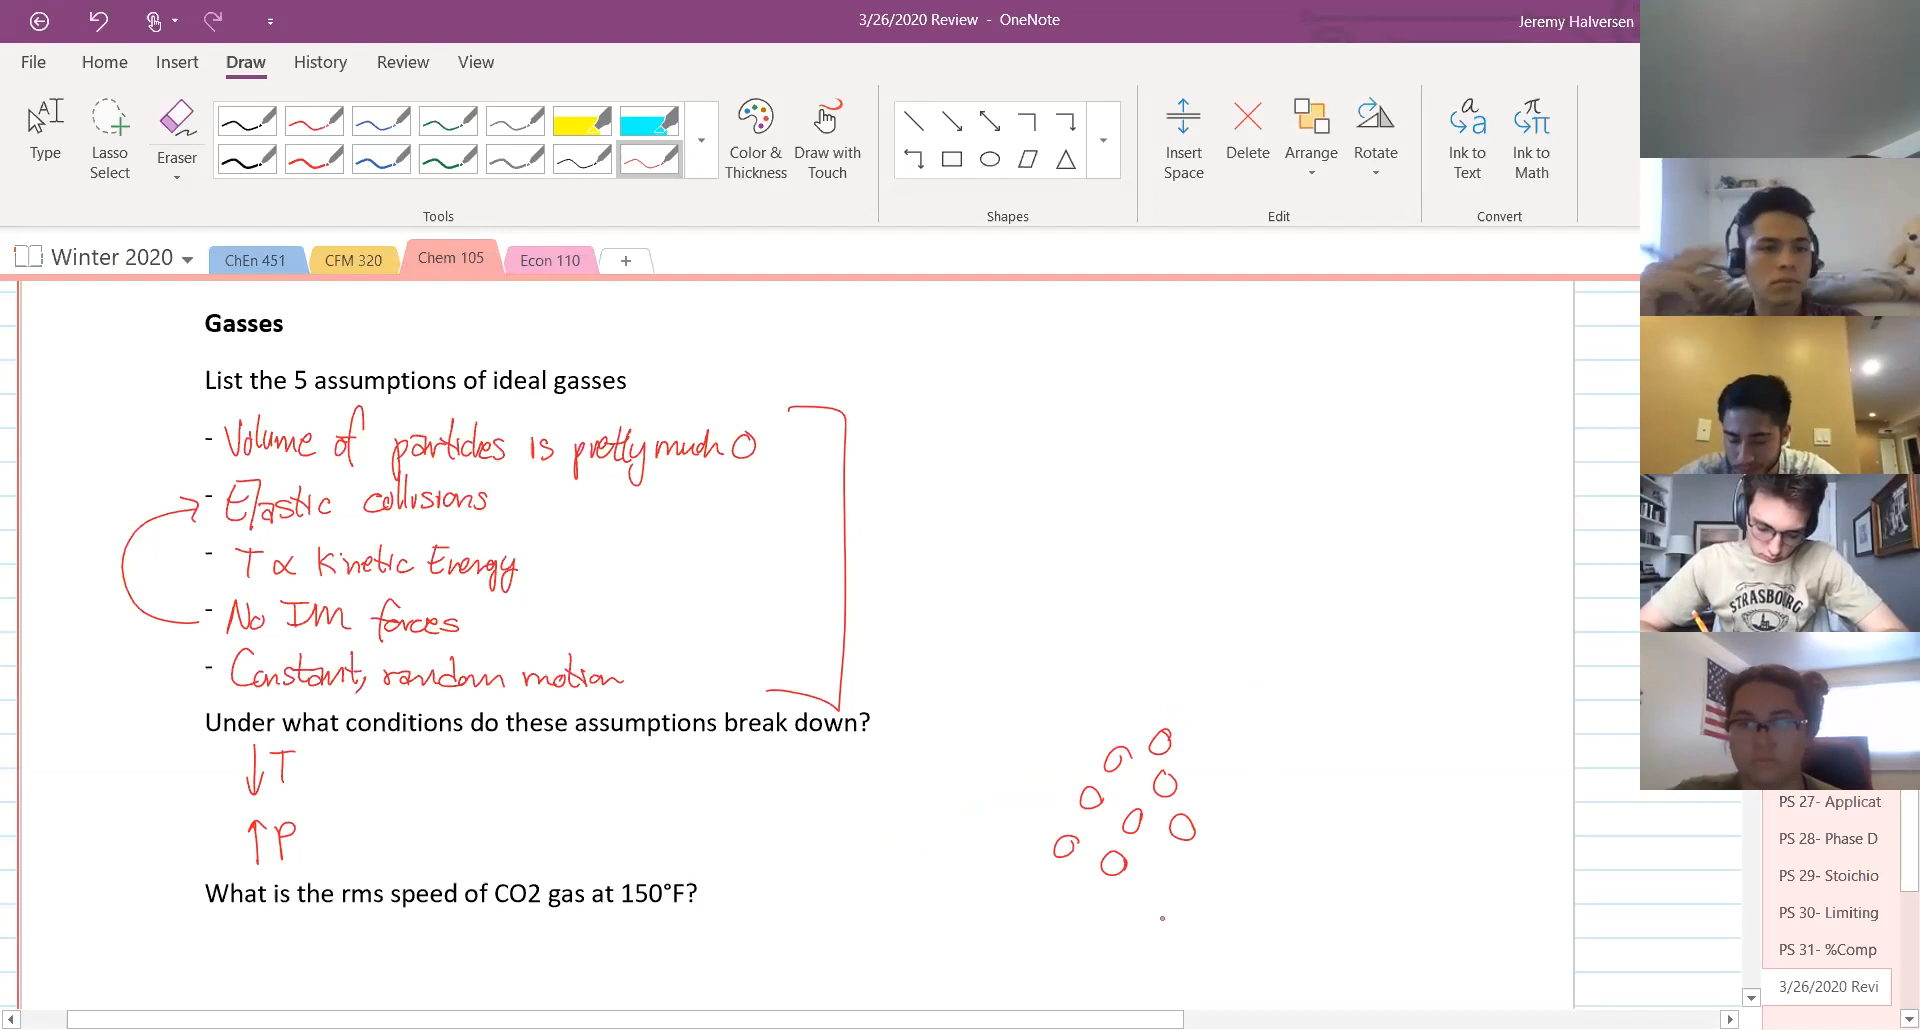 3/26/2020 Review - OneNote
Jeremy Halversen
File Home Insert Draw History Review View
Type
Lasso Select
Eraser
Color & Thickness
Draw with Touch
Insert Space
Delete
Arrange
Rotate
Ink to Text
Ink to Math
Tools
Shapes
Edit
Convert
Winter 2020
ChEn 451
CFM 320
Chem 105
Econ 110
Gasses
List the 5 assumptions of ideal gasses
- Volume of particles is pretty much 0
- Elastic collisions
- T ∝ Kinetic Energy
- No IM forces
- Constant, random motion
Under what conditions do these assumptions break down?
↓ T
↑ P
What is the rms speed of CO2 gas at 150°F?
STRASBOURG
PS 27- Applicat
PS 28- Phase D
PS 29- Stoichio
PS 30- Limiting
PS 31- %Comp
3/26/2020 Revi